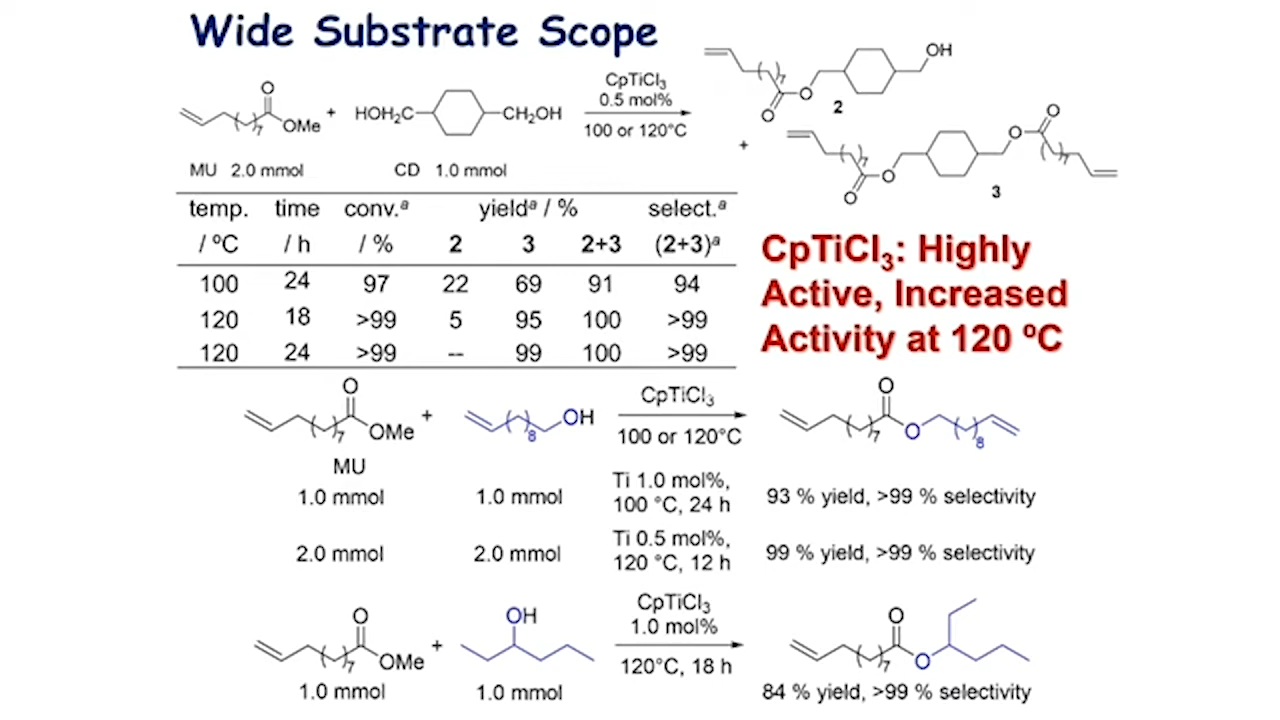 Wide Substrate Scope
7
O
OMe
+
HOH₂C
CH₂OH
CpTiCl₃
0.5 mol%
100 or 120°C
7
O
O
OH
2
+
7
O
O
O
O
7
3
MU 2.0 mmol
CD 1.0 mmol
temp. time conv.ᵃ yieldᵃ / % select.ᵃ
/ ºC / h / % 2 3 2+3 (2+3)ᵃ
100 24 97 22 69 91 94
120 18 >99 5 95 100 >99
120 24 >99 -- 99 100 >99
CpTiCl₃: Highly
Active, Increased
Activity at 120 ºC
7
O
OMe
+
8
OH
CpTiCl₃
100 or 120°C
7
O
O
8
MU
1.0 mmol
1.0 mmol
Ti 1.0 mol%,
100 °C, 24 h
93 % yield, >99 % selectivity
2.0 mmol
2.0 mmol
Ti 0.5 mol%,
120 °C, 12 h
99 % yield, >99 % selectivity
7
O
OMe
+
OH
CpTiCl₃
1.0 mol%
120°C, 18 h
7
O
O
1.0 mmol
1.0 mmol
84 % yield, >99 % selectivity